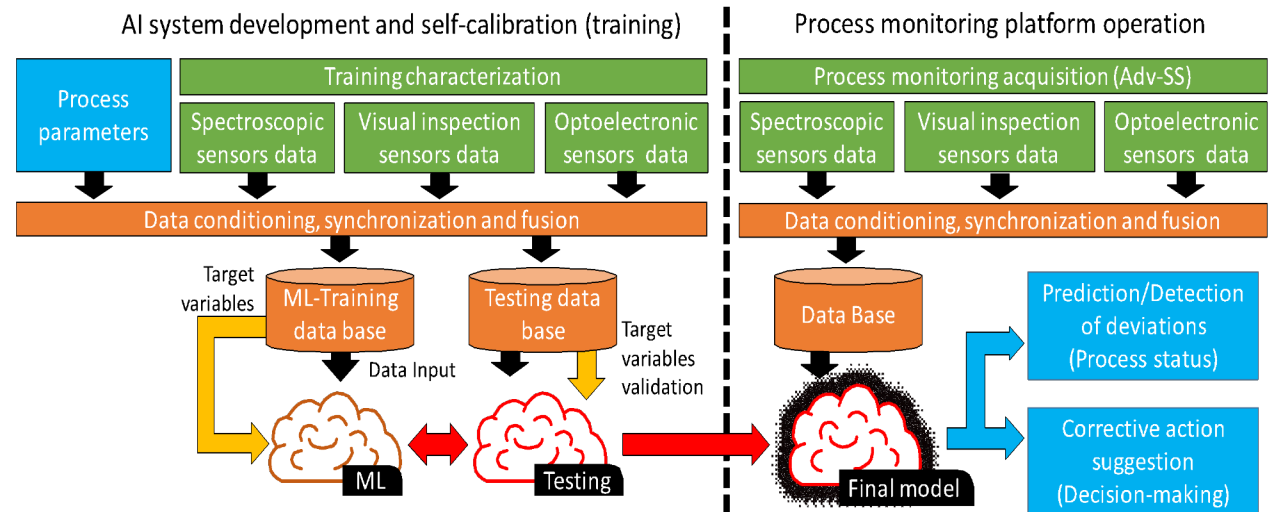 AI system development and self-calibration (training)
Process
parameters
Training characterization
Spectroscopic
sensors data
Visual inspection
sensors data
Optoelectronic
sensors data
Data conditioning, synchronization and fusion
Target
variables
ML-Training
data base
Testing data
base
Target
variables
validation
Data Input
ML
Testing
Process monitoring platform operation
Process monitoring acquisition (Adv-SS)
Spectroscopic
sensors data
Visual inspection
sensors data
Optoelectronic
sensors data
Data conditioning, synchronization and fusion
Data Base
Final model
Prediction/Detection
of deviations
(Process status)
Corrective action
suggestion
(Decision-making)